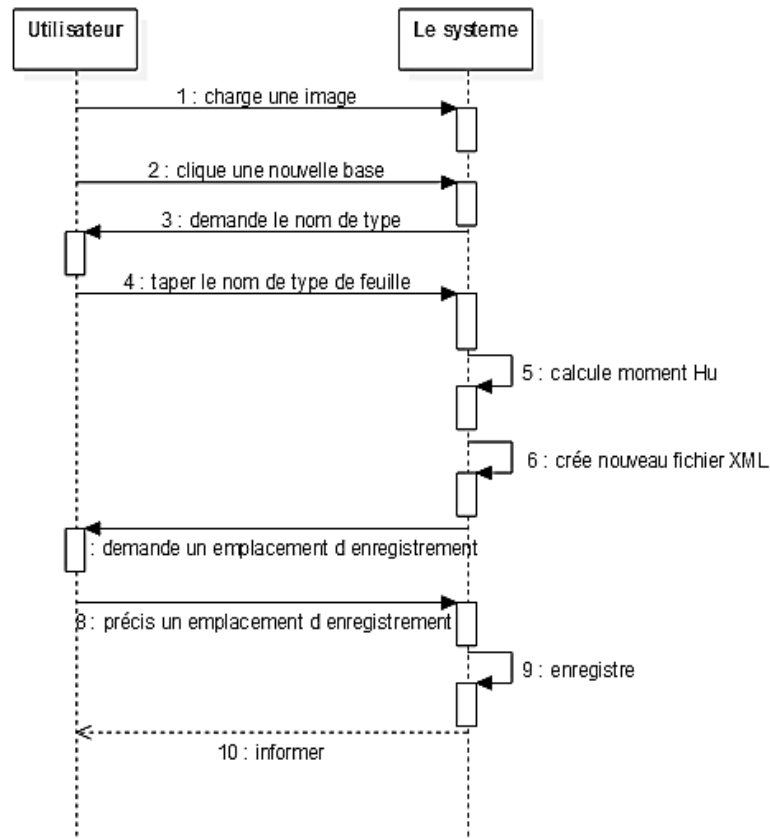 Utilisateur
Le systeme
1 : charge une image
2 : clique une nouvelle base
3 : demande le nom de type
4 : taper le nom de type de feuille
5 : calcule moment Hu
6 : crée nouveau fichier XML
: demande un emplacement d enregistrement
8 : précis un emplacement d enregistrement
9 : enregistre
10 : informer